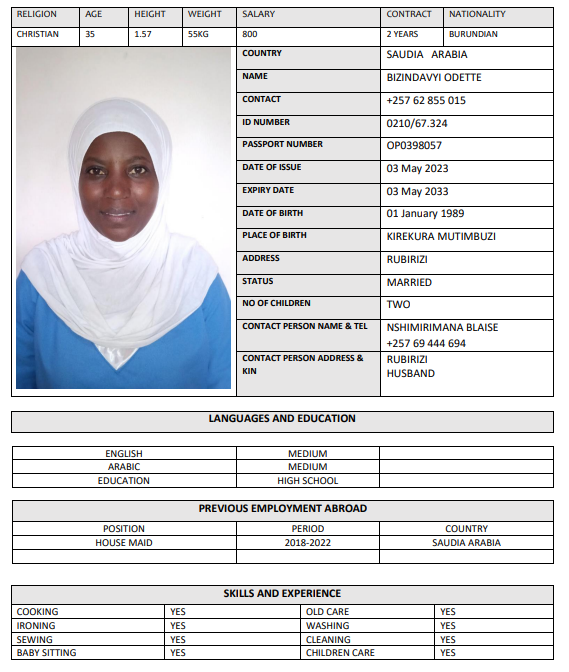 RELIGION AGE HEIGHT WEIGHT SALARY CONTRACT NATIONALITY
CHRISTIAN 35 1.57 55KG 800 2 YEARS BURUNDIAN
COUNTRY SAUDIA ARABIA
NAME BIZINDAVYI ODETTE
CONTACT +257 62 855 015
ID NUMBER 0210/67.324
PASSPORT NUMBER OP0398057
DATE OF ISSUE 03 May 2023
EXPIRY DATE 03 May 2033
DATE OF BIRTH 01 January 1989
PLACE OF BIRTH KIREKURA MUTIMBUZI
ADDRESS RUBIRIZI
STATUS MARRIED
NO OF CHILDREN TWO
CONTACT PERSON NAME & TEL NSHIMIRIMANA BLAISE
+257 69 444 694
CONTACT PERSON ADDRESS & RUBIRIZI
KIN HUSBAND
LANGUAGES AND EDUCATION
ENGLISH MEDIUM
ARABIC MEDIUM
EDUCATION HIGH SCHOOL
PREVIOUS EMPLOYMENT ABROAD
POSITION PERIOD COUNTRY
HOUSE MAID 2018-2022 SAUDIA ARABIA
SKILLS AND EXPERIENCE
COOKING YES OLD CARE YES
IRONING YES WASHING YES
SEWING YES CLEANING YES
BABY SITTING YES CHILDREN CARE YES